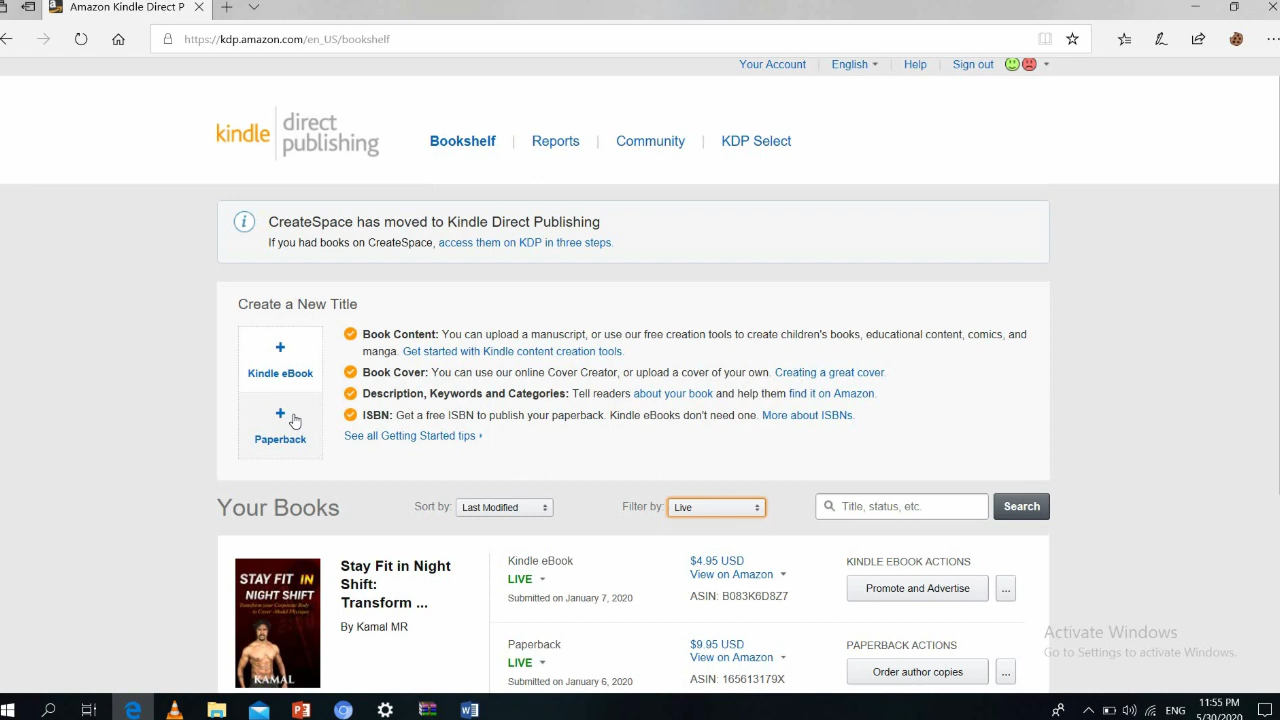 Amazon Kindle Direct P
https://kdp.amazon.com/en_US/bookshelf
Your Account
English
Help
Sign out
kindle direct publishing
Bookshelf
Reports
Community
KDP Select
CreateSpace has moved to Kindle Direct Publishing
If you had books on CreateSpace, access them on KDP in three steps.
Create a New Title
Kindle eBook
Paperback
Book Content: You can upload a manuscript, or use our free creation tools to create children's books, educational content, comics, and
manga. Get started with Kindle content creation tools.
Book Cover: You can use our online Cover Creator, or upload a cover of your own. Creating a great cover.
Description, Keywords and Categories: Tell readers about your book and help them find it on Amazon.
ISBN: Get a free ISBN to publish your paperback. Kindle eBooks don't need one. More about ISBNs.
See all Getting Started tips
Your Books
Sort by: Last Modified
Filter by: Live
Title, status, etc.
Search
STAY FIT IN
NIGHT
SHIFT
Transform your Corporate Body
to Cover-Model Physique
KAMAL
Stay Fit in Night
Shift:
Transform ...
By Kamal MR
Kindle eBook
LIVE
Submitted on January 7, 2020
$4.95 USD
View on Amazon
ASIN: B083K6D8Z7
KINDLE EBOOK ACTIONS
Promote and Advertise
...
Paperback
LIVE
Submitted on January 6, 2020
$9.95 USD
View on Amazon
ASIN: 165613179X
PAPERBACK ACTIONS
Order author copies
...
Activate Windows
Go to Settings to activate Windows.
ENG
11:55 PM
5/30/2020